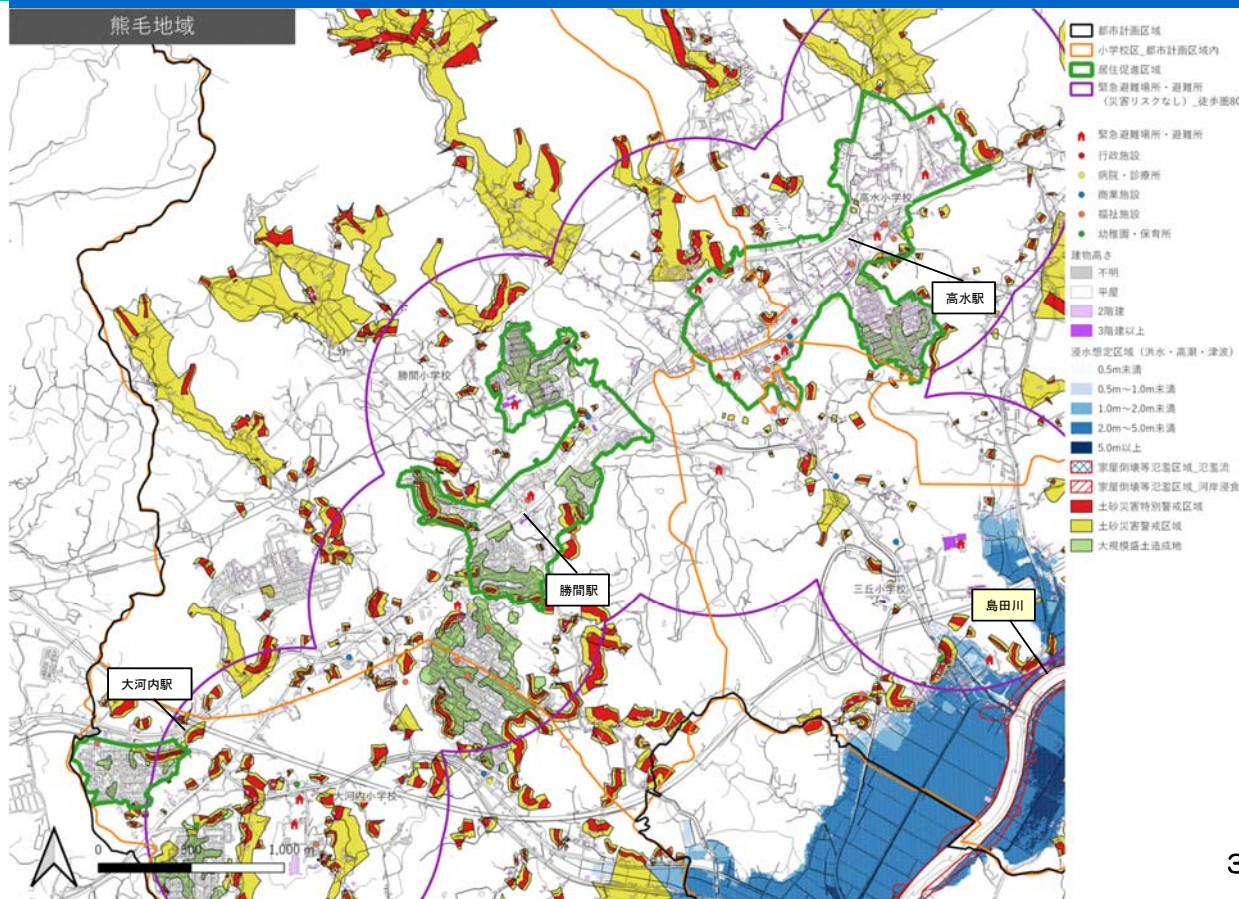 熊毛地域
都市計画区域
小学校区_都市計画区域内
居住促進区域
緊急避難場所・避難所
(災害リスクなし)_徒歩圏80
緊急避難場所・避難所
行政施設
病院・診療所
商業施設
福祉施設
幼稚園・保育所
建物高さ
不明
平屋
2階建
3階建以上
浸水想定区域(洪水・高潮・津波)
0.5m未満
0.5m~1.0m未満
1.0m~2.0m未満
2.0m~5.0m未満
5.0m以上
家屋倒壊等氾濫区域_氾濫流
家屋倒壊等氾濫区域_河岸浸食
土砂災害特別警戒区域
土砂災害警戒区域
大規模盛土造成地
高水小学校
高水駅
勝間小学校
勝間駅
三丘小学校
島田川
大河内駅
大河内小学校
0 500 1,000 m
3